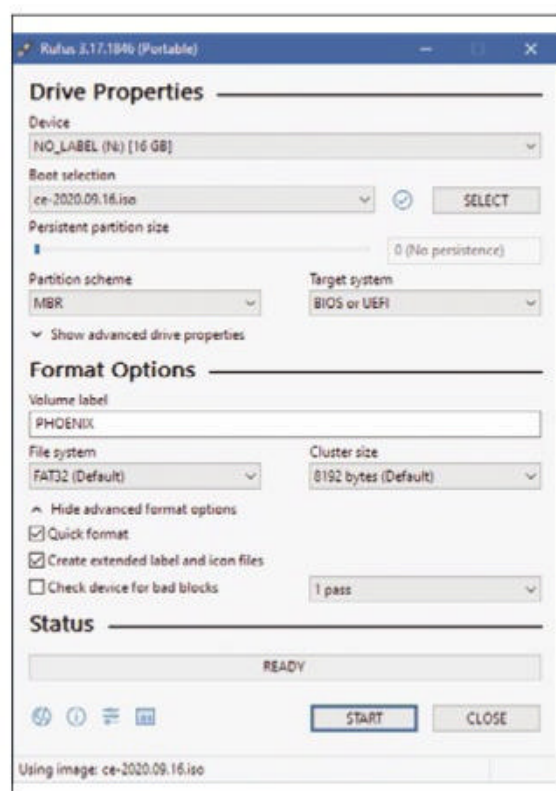 Rufus 3.17.1846 (Portable)
Drive Properties
Device
NO_LABEL (N:) [16 GB]
Boot selection
ce-2020.09.16.iso
SELECT
Persistent partition size
0 (No persistence)
Partition scheme
Target system
MBR
BIOS or UEFI
Show advanced drive properties
Format Options
Volume label
PHOENIX
File system
Cluster size
FAT32 (Default)
8192 bytes (Default)
Hide advanced format options
Quick format
Create extended label and icon files
Check device for bad blocks
1 pass
Status
READY
START
CLOSE
Using image: ce-2020.09.16.iso